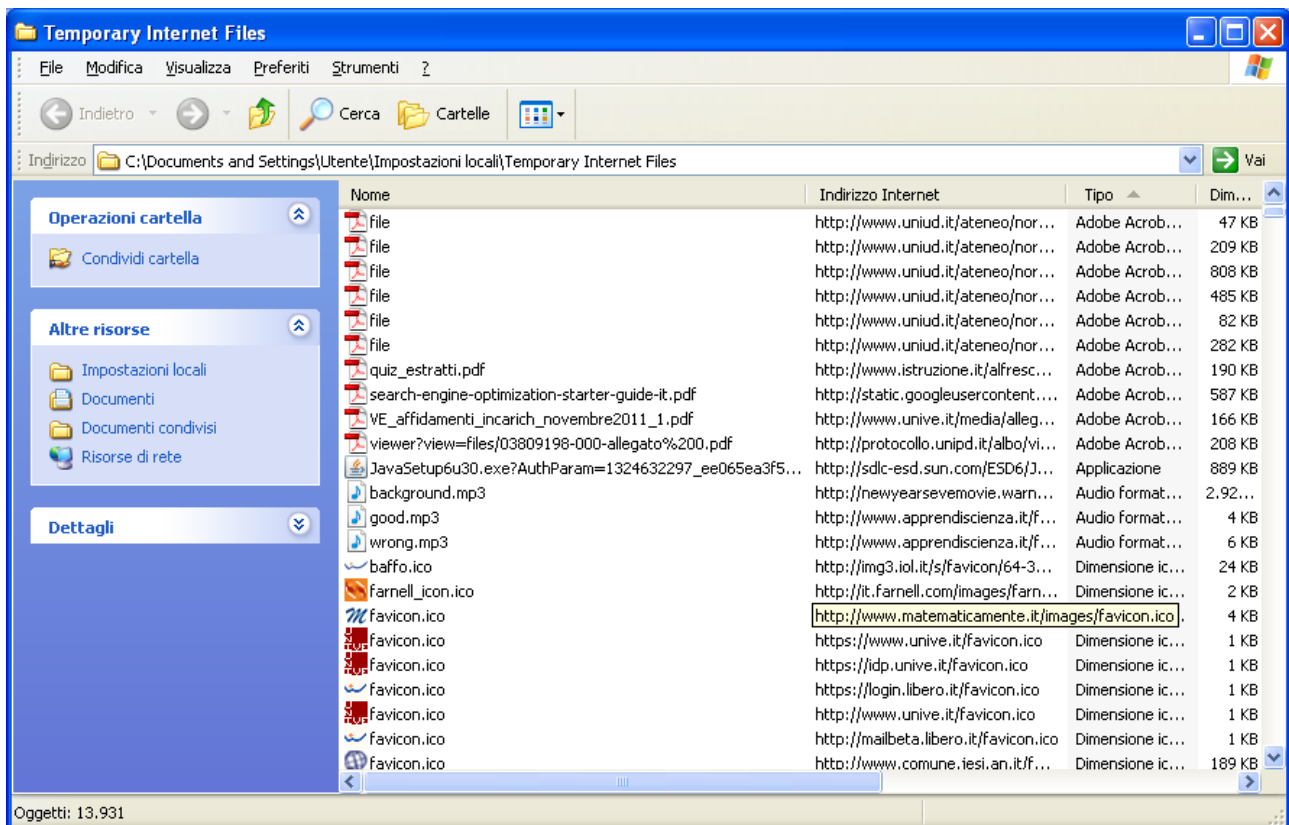 Temporary Internet Files
File Modifica Visualizza Preferiti Strumenti ?
Indietro Cerca Cartelle
Indirizzo C:\Documents and Settings\Utente\Impostazioni locali\Temporary Internet Files Vai
Operazioni cartella
Condividi cartella
Altre risorse
Impostazioni locali
Documenti
Documenti condivisi
Risorse di rete
Dettagli
Nome Indirizzo Internet Tipo Dim...
file http://www.uniud.it/ateneo/nor... Adobe Acrob... 47 KB
file http://www.uniud.it/ateneo/nor... Adobe Acrob... 209 KB
file http://www.uniud.it/ateneo/nor... Adobe Acrob... 808 KB
file http://www.uniud.it/ateneo/nor... Adobe Acrob... 485 KB
file http://www.uniud.it/ateneo/nor... Adobe Acrob... 82 KB
file http://www.uniud.it/ateneo/nor... Adobe Acrob... 282 KB
quiz_estratti.pdf http://www.istruzione.it/alfresc... Adobe Acrob... 190 KB
search-engine-optimization-starter-guide-it.pdf http://static.googleusercontent.... Adobe Acrob... 587 KB
VE_affidamenti_incarich_novembre2011_1.pdf http://www.unive.it/media/alleg... Adobe Acrob... 166 KB
viewer?view=files/03809198-000-allegato%200.pdf http://protocollo.unipd.it/albo/vi... Adobe Acrob... 208 KB
JavaSetup6u30.exe?AuthParam=1324632297_ee065ea3f5... http://sdlc-esd.sun.com/ESD6/J... Applicazione 889 KB
background.mp3 http://newyearsevemovie.warn... Audio format... 2.92...
good.mp3 http://www.apprendiscienza.it/f... Audio format... 4 KB
wrong.mp3 http://www.apprendiscienza.it/f... Audio format... 6 KB
baffo.ico http://img3.iol.it/s/favicon/64-3... Dimensione ic... 24 KB
farnell_icon.ico http://it.farnell.com/images/farn... Dimensione ic... 2 KB
favicon.ico http://www.matematicamente.it/images/favicon.ico . 4 KB
favicon.ico https://www.unive.it/favicon.ico Dimensione ic... 1 KB
favicon.ico https://idp.unive.it/favicon.ico Dimensione ic... 1 KB
favicon.ico https://login.libero.it/favicon.ico Dimensione ic... 1 KB
favicon.ico http://www.unive.it/favicon.ico Dimensione ic... 1 KB
favicon.ico http://mailbeta.libero.it/favicon.ico Dimensione ic... 1 KB
favicon.ico http://www.comune.jesi.an.it/f... Dimensione ic... 189 KB
Oggetti: 13.931